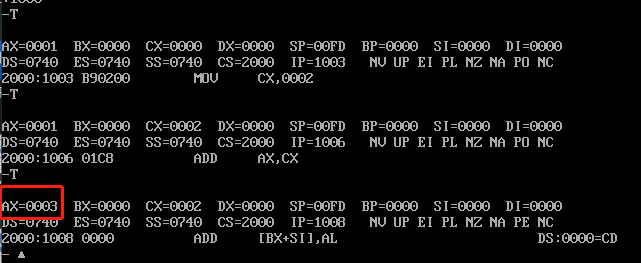 -T
AX=0001 BX=0000 CX=0000 DX=0000 SP=00FD BP=0000 SI=0000 DI=0000
DS=0740 ES=0740 SS=0740 CS=2000 IP=1003 NV UP EI PL NZ NA PO NC
2000:1003 B90200 MOV CX,0002
-T
AX=0001 BX=0000 CX=0002 DX=0000 SP=00FD BP=0000 SI=0000 DI=0000
DS=0740 ES=0740 SS=0740 CS=2000 IP=1006 NV UP EI PL NZ NA PO NC
2000:1006 01C8 ADD AX,CX
-T
AX=0003 BX=0000 CX=0002 DX=0000 SP=00FD BP=0000 SI=0000 DI=0000
DS=0740 ES=0740 SS=0740 CS=2000 IP=1008 NV UP EI PL NZ NA PE NC
2000:1008 0000 ADD [BX+SI],AL DS:0000=CD
-